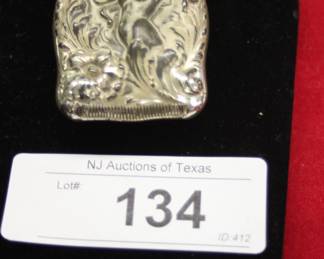 NJ Auctions of Texas
Lot#
134
ID:412